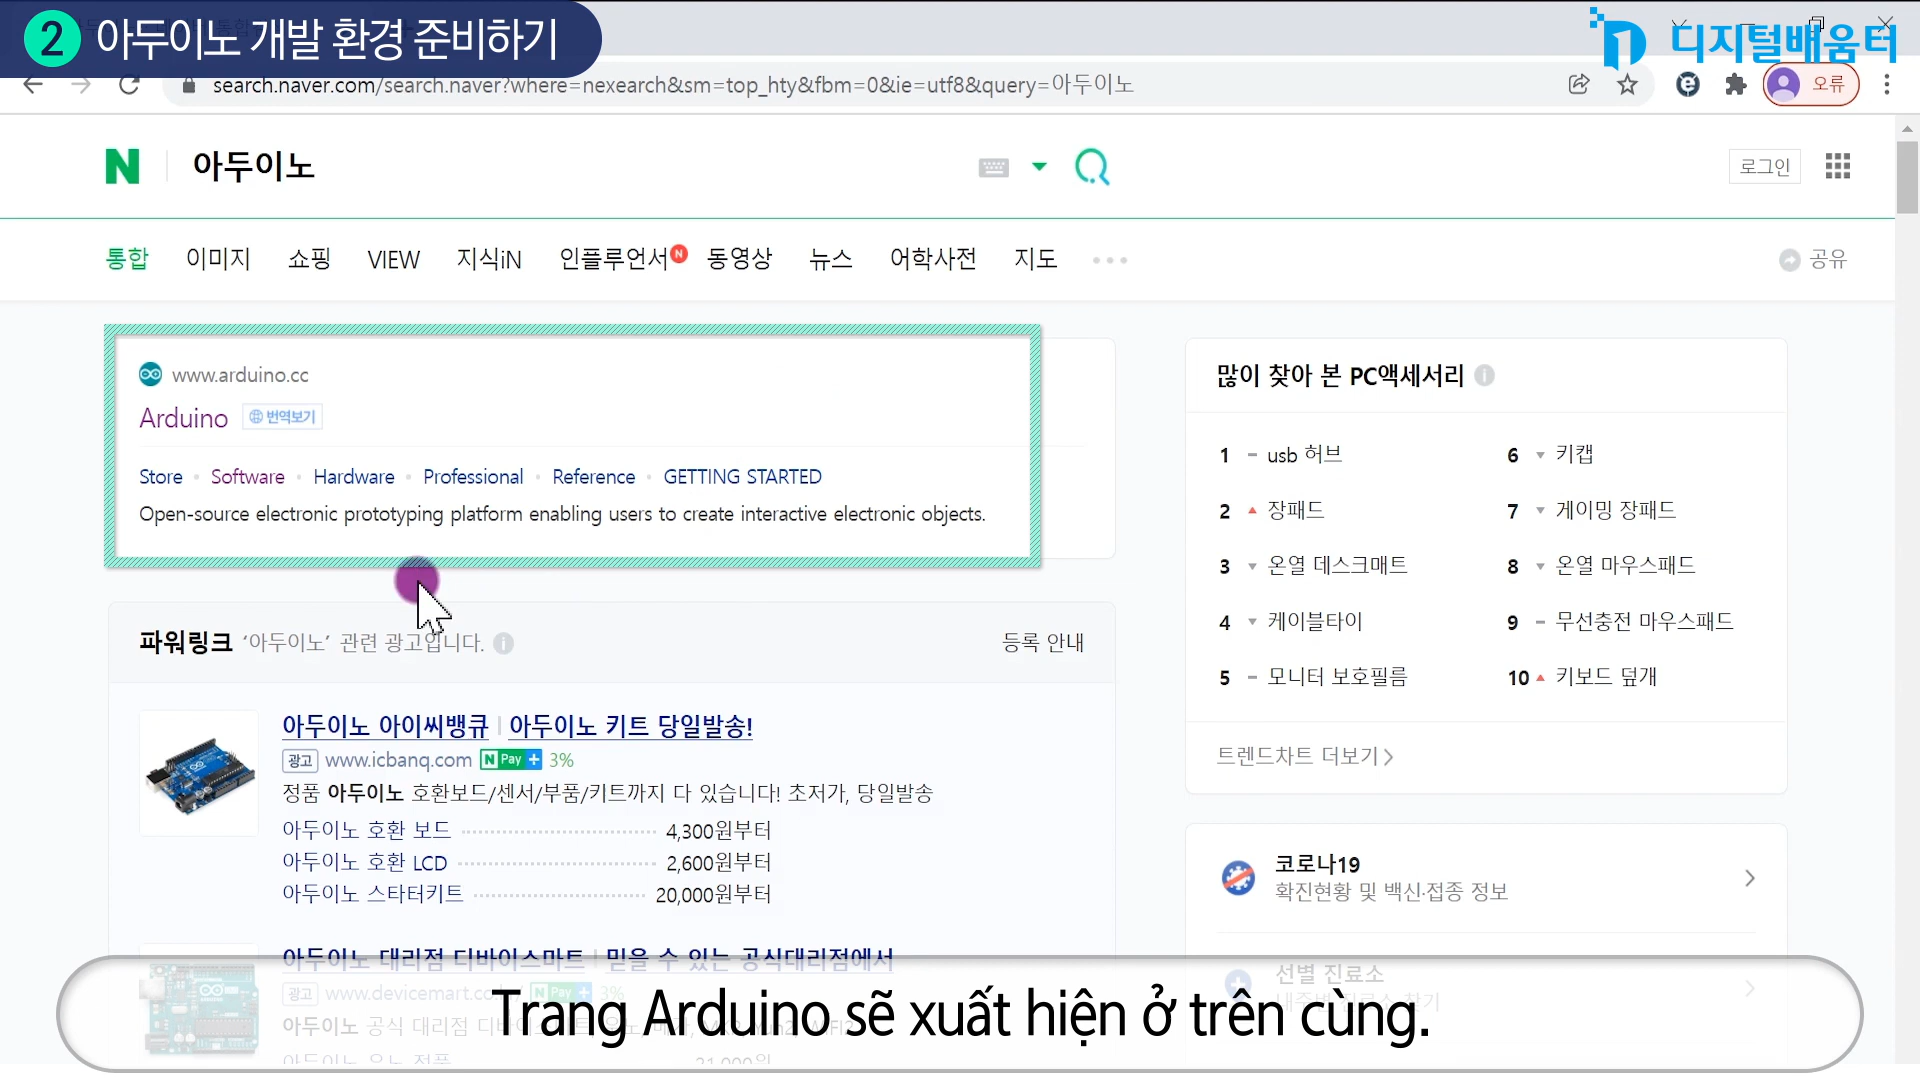 2 아두이노 개발 환경 준비하기
디지털배움터
search.naver.com/search.naver?where=nexearch&sm=top_hty&fbm=0&ie=utf8&query=아두이노
오류
N 아두이노
로그인
통합 이미지 쇼핑 VIEW 지식iN 인플루언서 N 동영상 뉴스 어학사전 지도
공유
www.arduino.cc
Arduino 번역보기
Store Software Hardware Professional Reference GETTING STARTED
Open-source electronic prototyping platform enabling users to create interactive electronic objects.
파워링크 '아두이노' 관련 광고입니다.
등록 안내
아두이노 아이씨뱅큐 아두이노 키트 당일발송!
광고 www.icbanq.com N Pay + 3%
정품 아두이노 호환보드/센서/부품/키트까지 다 있습니다! 초저가, 당일발송
아두이노 호환 보드 4,300원부터
아두이노 호환 LCD 2,600원부터
아두이노 스타터키트 20,000원부터
아두이노 대리점 디바이스마트 믿을 수 있는 공식대리점에서
광고 www.devicemart.co N Pay + 3%
아두이노 공식 대리점
많이 찾아 본 PC액세서리
1 usb 허브
2 장패드
3 온열 데스크매트
4 케이블타이
5 모니터 보호필름
6 키캡
7 게이밍 장패드
8 온열 마우스패드
9 무선충전 마우스패드
10 키보드 덮개
트렌드차트 더보기
코로나19
확진현황 및 백신·접종 정보
선별 진료소
Trang Arduino sẽ xuất hiện ở trên cùng.